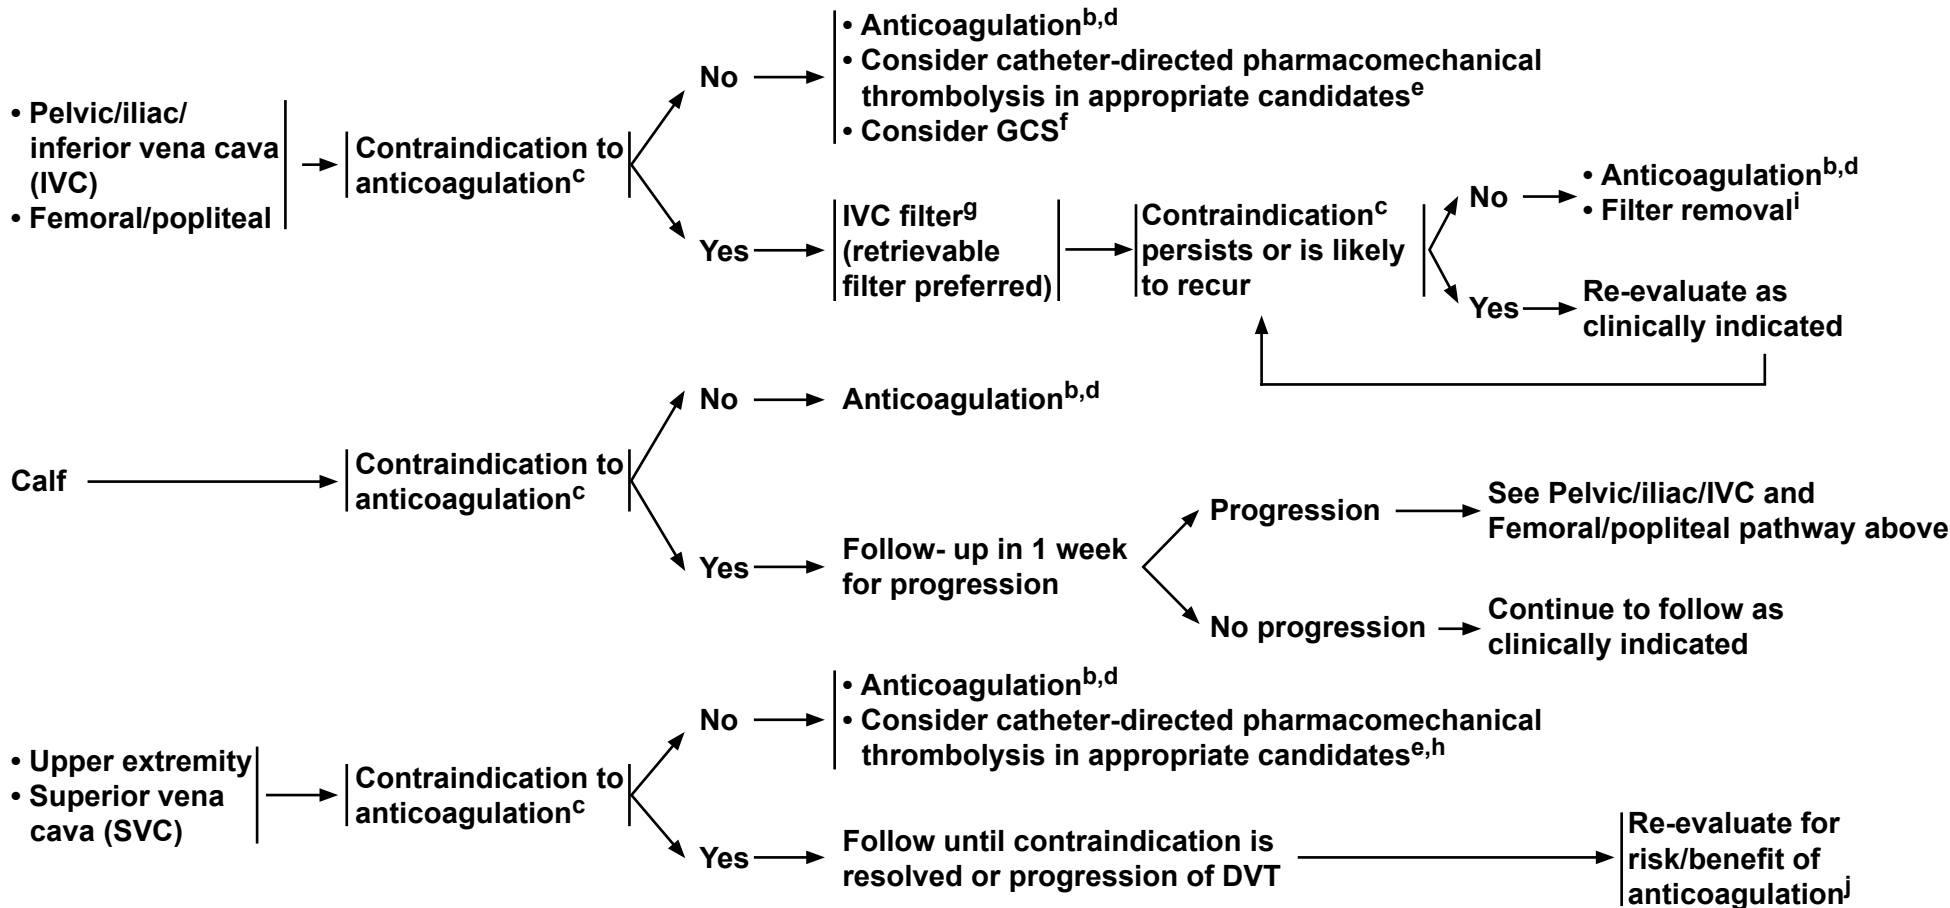 • Pelvic/iliac/
inferior vena cava
(IVC)
• Femoral/popliteal
Contraindication to
anticoagulationᶜ
No
• Anticoagulationᵇ,ᵈ
• Consider catheter-directed pharmacomechanical
thrombolysis in appropriate candidatesᵉ
• Consider GCSᶠ
Yes
IVC filterᵍ
(retrievable
filter preferred)
Contraindicationᶜ
persists or is likely
to recur
No
• Anticoagulationᵇ,ᵈ
• Filter removalⁱ
Yes
Re-evaluate as
clinically indicated
Calf
Contraindication to
anticoagulationᶜ
No
Anticoagulationᵇ,ᵈ
Yes
Follow- up in 1 week
for progression
Progression
See Pelvic/iliac/IVC and
Femoral/popliteal pathway above
No progression
Continue to follow as
clinically indicated
• Upper extremity
• Superior vena
cava (SVC)
Contraindication to
anticoagulationᶜ
No
• Anticoagulationᵇ,ᵈ
• Consider catheter-directed pharmacomechanical
thrombolysis in appropriate candidatesᵉ,ʰ
Yes
Follow until contraindication is
resolved or progression of DVT
Re-evaluate for
risk/benefit of
anticoagulationʲ